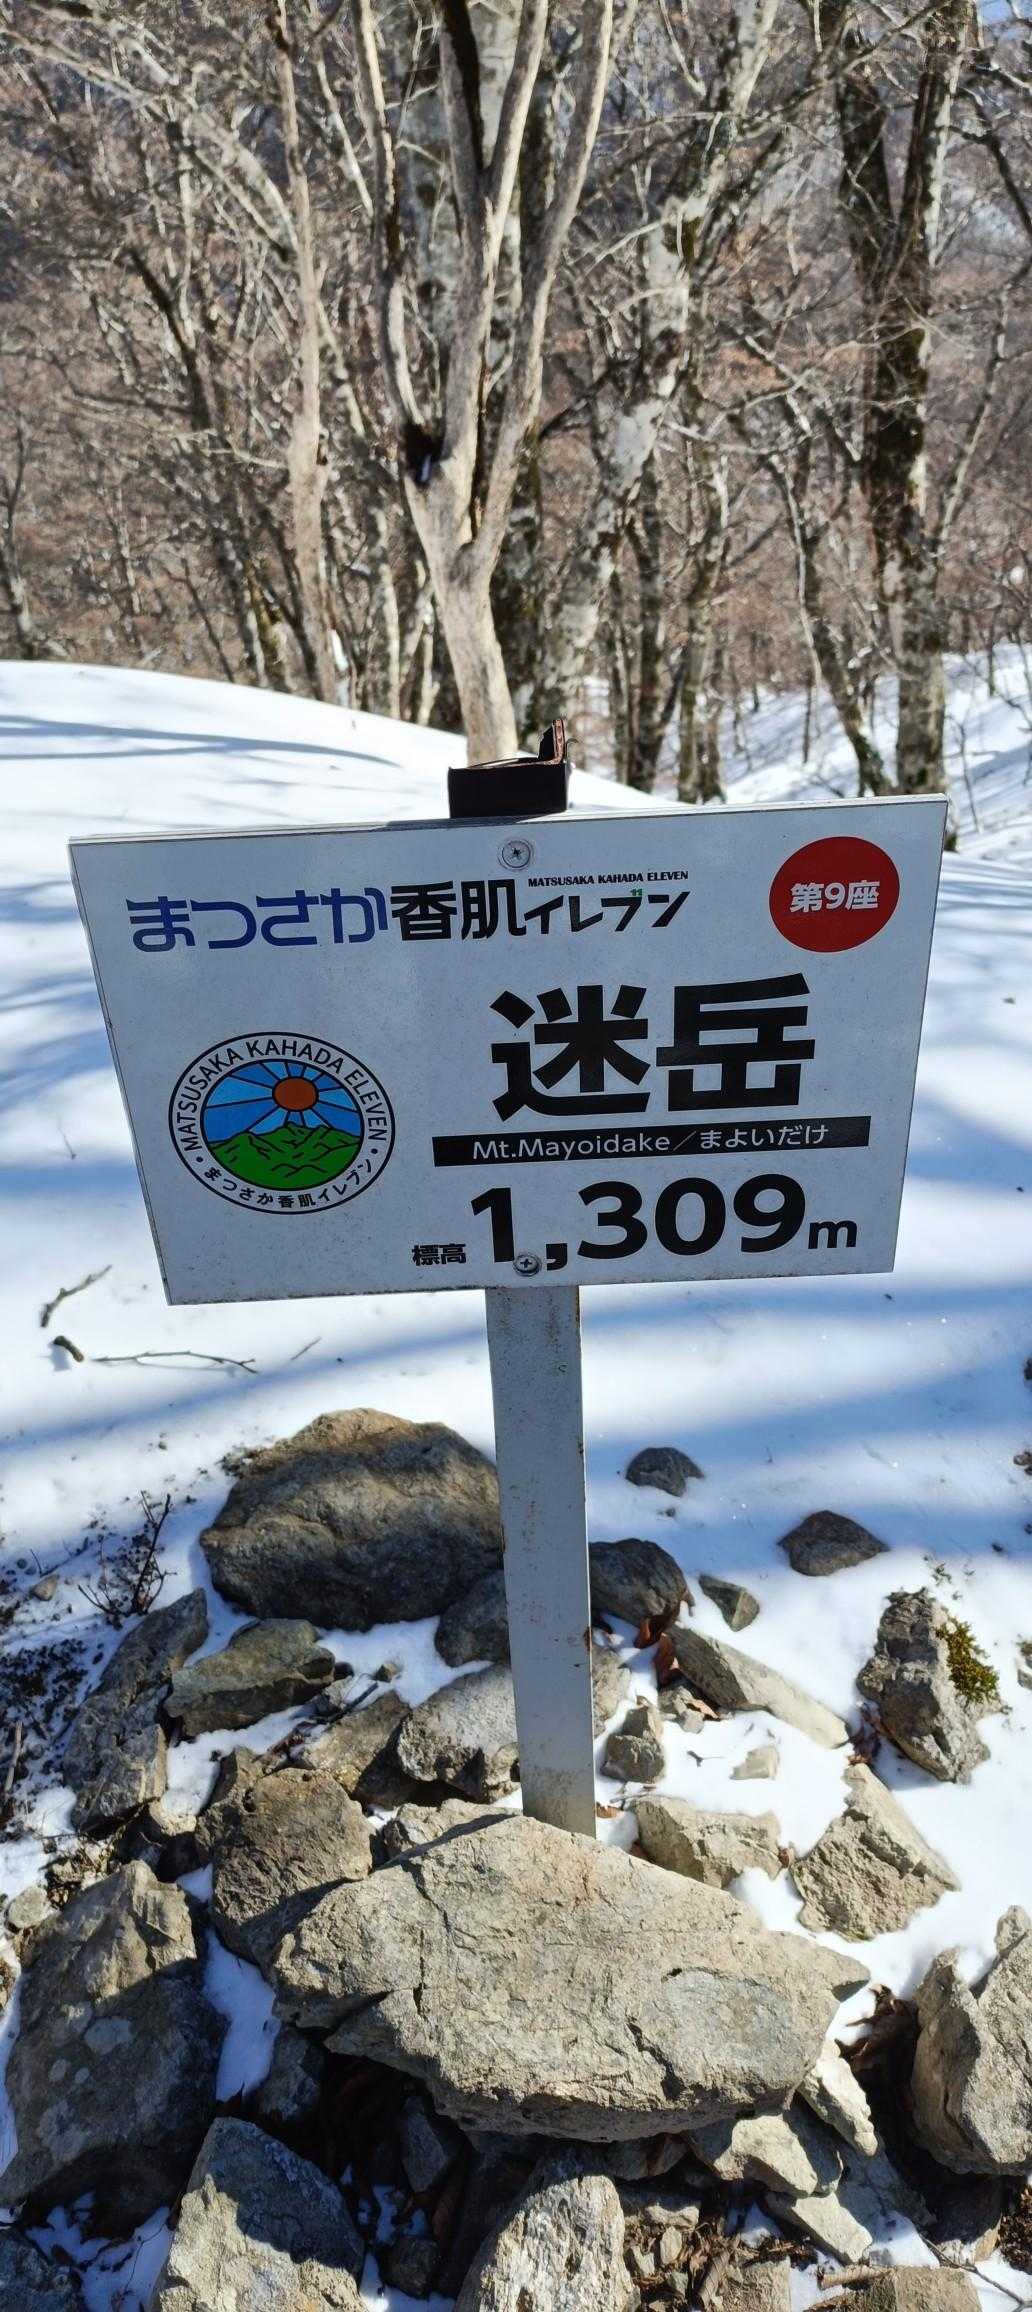 MATSUSAKA KAHADA ELEVEN
まつさか香肌イレブン
11
第9座
迷岳
Mt.Mayoidake／まよいだけ
標高 1,309m
MATSUSAKA KAHADA ELEVEN
・まつさか香肌イレブン・